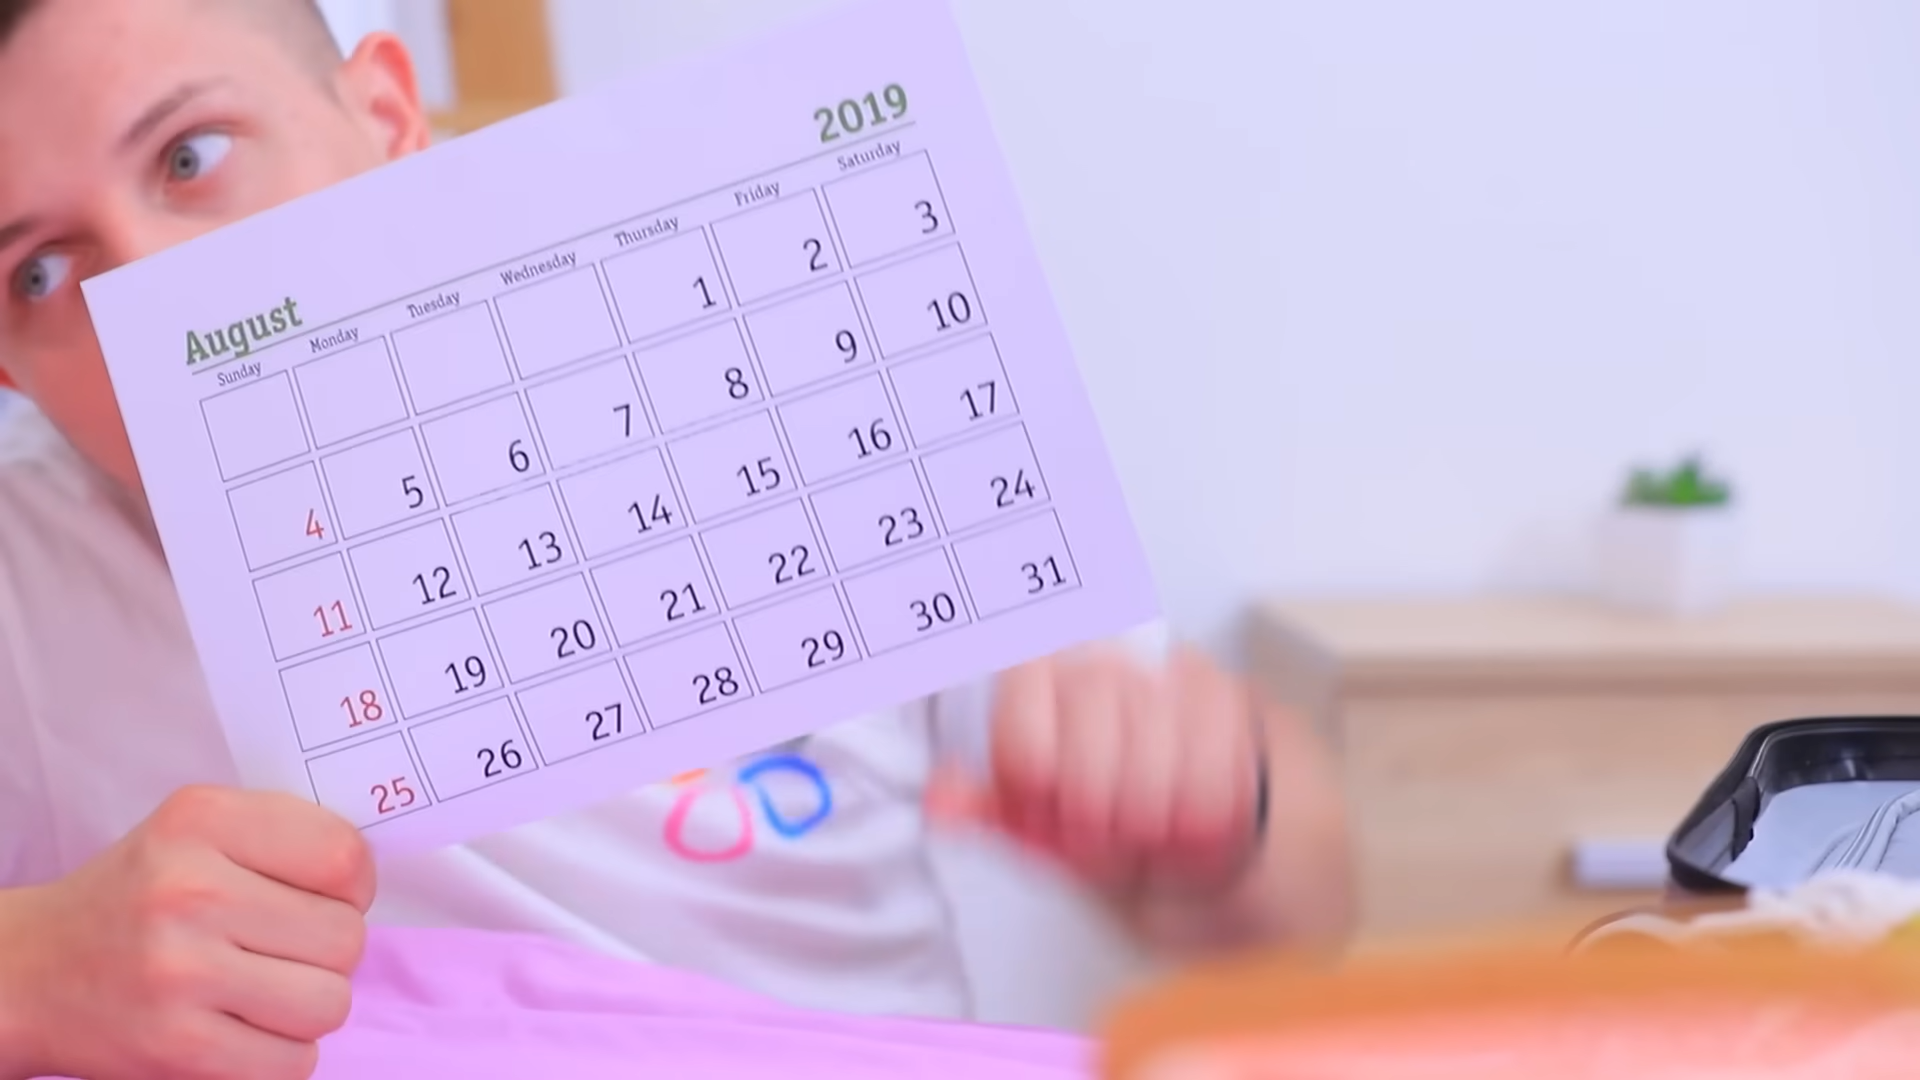 August 2019
Sunday Monday Tuesday Wednesday Thursday Friday Saturday
1 2 3
4 5 6 7 8 9 10
11 12 13 14 15 16 17
18 19 20 21 22 23 24
25 26 27 28 29 30 31